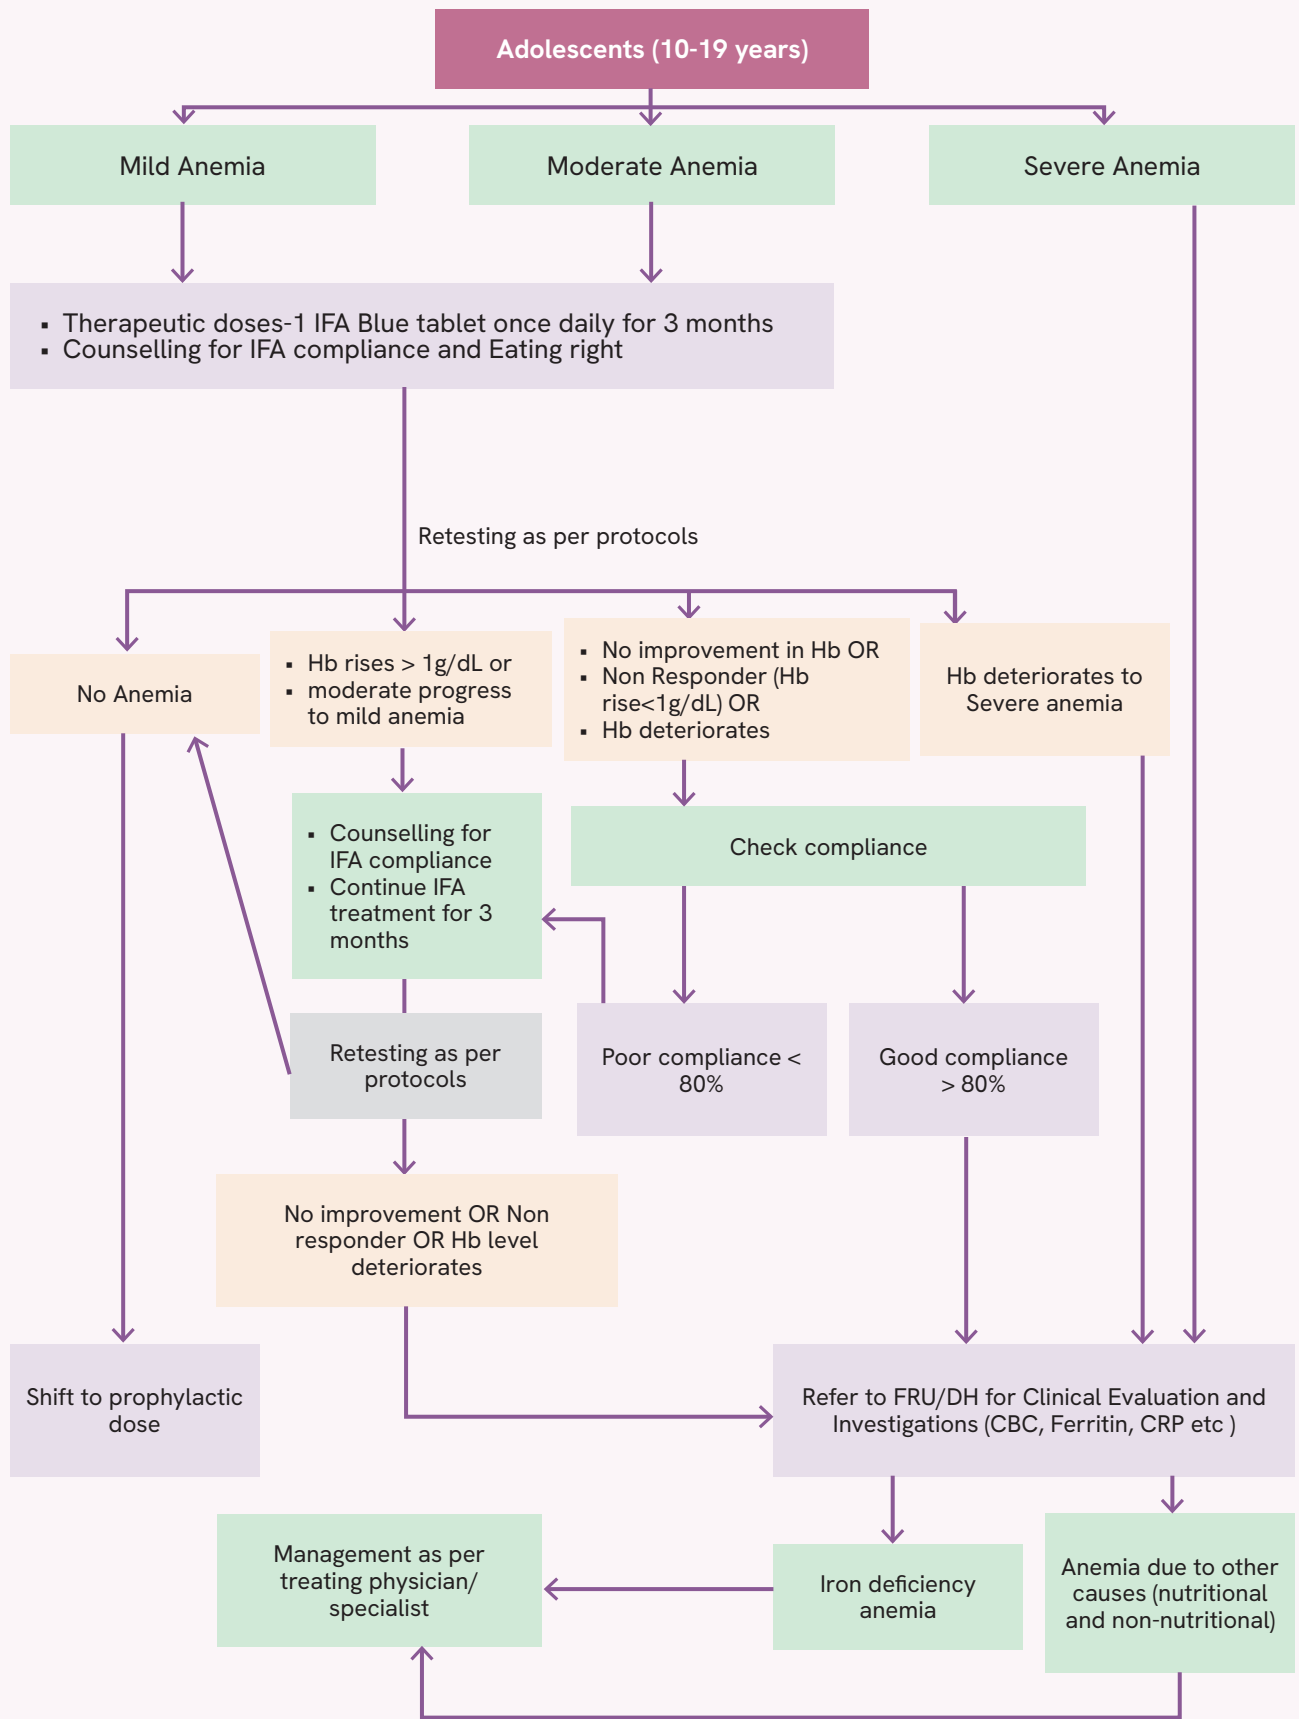 Adolescents (10-19 years)
Mild Anemia
Moderate Anemia
Severe Anemia
▪ Therapeutic doses-1 IFA Blue tablet once daily for 3 months
▪ Counselling for IFA compliance and Eating right
Retesting as per protocols
No Anemia
▪ Hb rises > 1g/dL or
▪ moderate progress
to mild anemia
▪ No improvement in Hb OR
▪ Non Responder (Hb
rise<1g/dL) OR
▪ Hb deteriorates
Hb deteriorates to
Severe anemia
▪ Counselling for
IFA compliance
▪ Continue IFA
treatment for 3
months
Check compliance
Retesting as per
protocols
Poor compliance <
80%
Good compliance
> 80%
No improvement OR Non
responder OR Hb level
deteriorates
Shift to prophylactic
dose
Refer to FRU/DH for Clinical Evaluation and
Investigations (CBC, Ferritin, CRP etc )
Management as per
treating physician/
specialist
Iron deficiency
anemia
Anemia due to other
causes (nutritional
and non-nutritional)